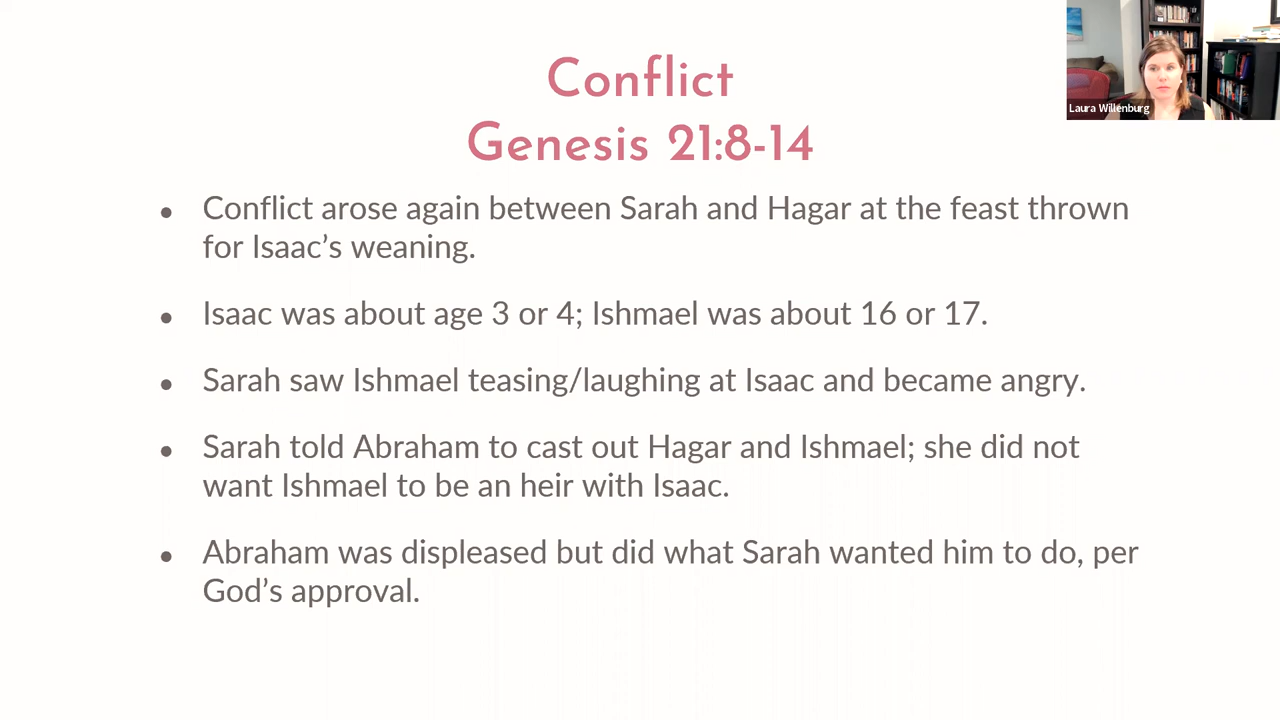 Conflict
Genesis 21:8-14
Laura Willenburg
• Conflict arose again between Sarah and Hagar at the feast thrown
for Isaac’s weaning.
• Isaac was about age 3 or 4; Ishmael was about 16 or 17.
• Sarah saw Ishmael teasing/laughing at Isaac and became angry.
• Sarah told Abraham to cast out Hagar and Ishmael; she did not
want Ishmael to be an heir with Isaac.
• Abraham was displeased but did what Sarah wanted him to do, per
God’s approval.